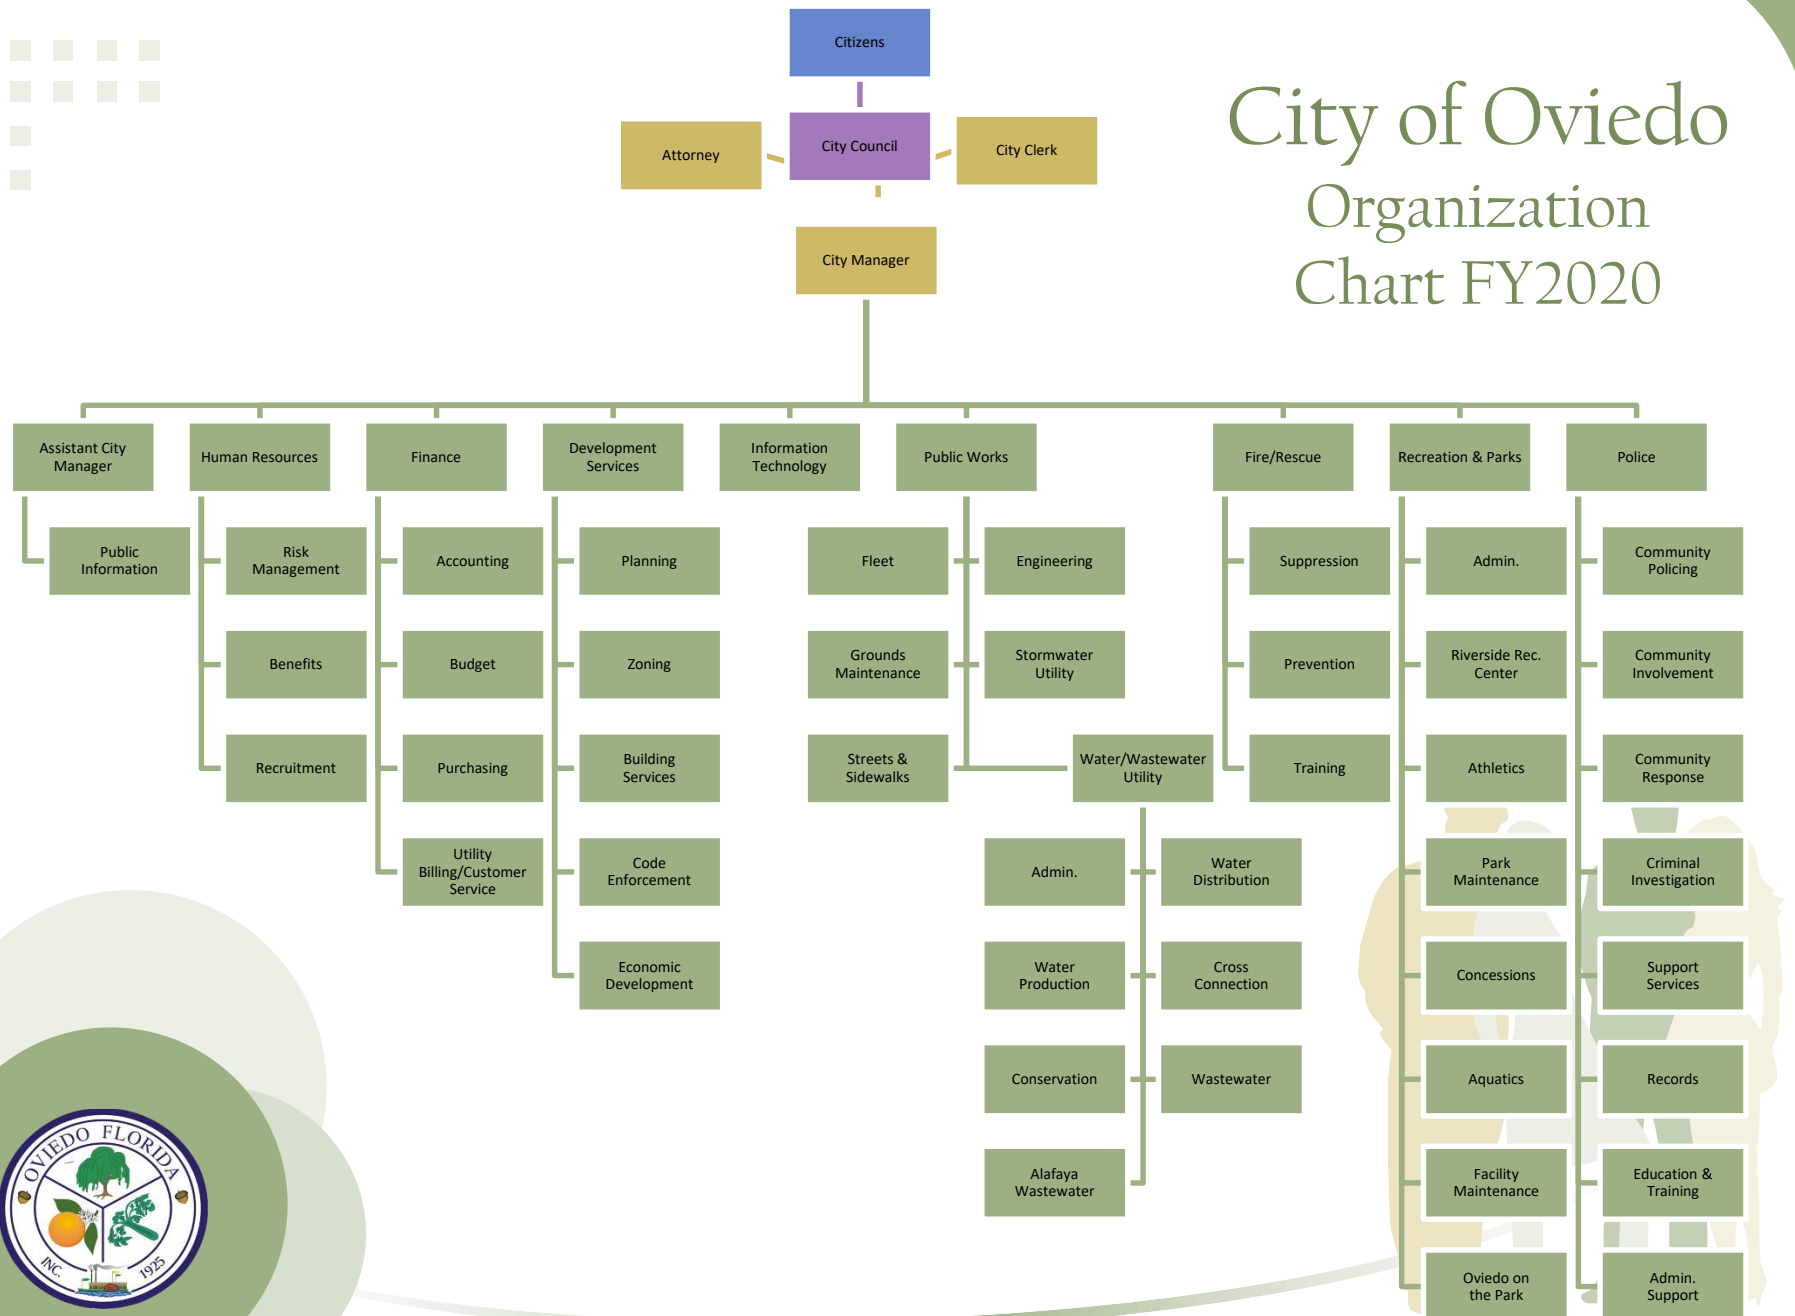 Citizens
City Council
Attorney
City Clerk
City Manager
City of Oviedo
Organization
Chart FY2020
Assistant City
Manager
Human Resources
Finance
Development
Services
Information
Technology
Public Works
Fire/Rescue
Recreation & Parks
Police
Public
Information
Risk
Management
Benefits
Recruitment
Accounting
Budget
Purchasing
Utility
Billing/Customer
Service
Planning
Zoning
Building
Services
Code
Enforcement
Economic
Development
Fleet
Engineering
Grounds
Maintenance
Stormwater
Utility
Streets &
Sidewalks
Water/Wastewater
Utility
Admin.
Water
Distribution
Water
Production
Cross
Connection
Conservation
Wastewater
Alafaya
Wastewater
Suppression
Prevention
Training
Admin.
Riverside Rec.
Center
Athletics
Park
Maintenance
Concessions
Aquatics
Facility
Maintenance
Oviedo on
the Park
Community
Policing
Community
Involvement
Community
Response
Criminal
Investigation
Support
Services
Records
Education &
Training
Admin.
Support
OVIEDO FLORIDA
INC. 1925